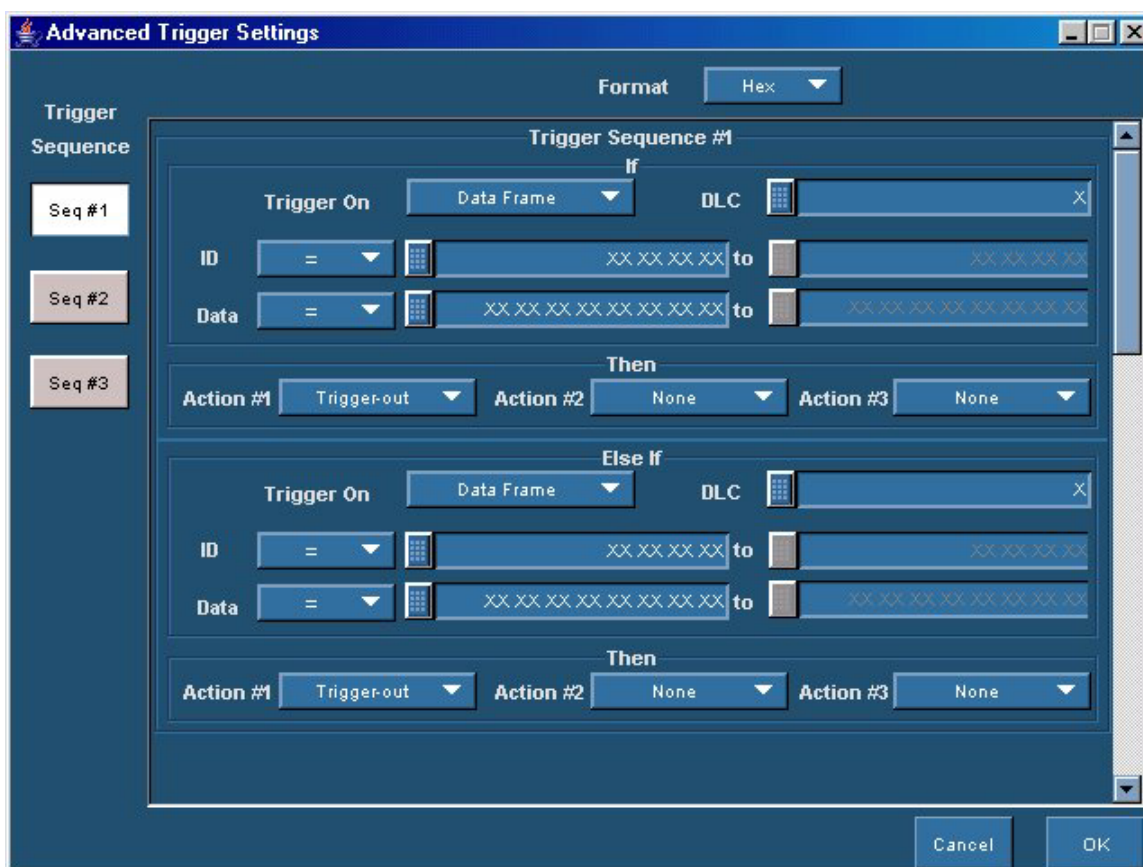 Advanced Trigger Settings
Format Hex
Trigger
Sequence
Seq #1
Seq #2
Seq #3
Trigger Sequence #1
If
Trigger On Data Frame DLC X
ID = XX XX XX XX to XX XX XX XX
Data = XX XX XX XX XX XX XX XX to XX XX XX XX XX XX XX XX
Then
Action #1 Trigger-out Action #2 None Action #3 None
Else If
Trigger On Data Frame DLC X
ID = XX XX XX XX to XX XX XX XX
Data = XX XX XX XX XX XX XX XX to XX XX XX XX XX XX XX XX
Then
Action #1 Trigger-out Action #2 None Action #3 None
Cancel OK